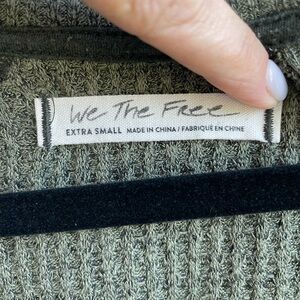 We The Free
EXTRA SMALL MADE IN CHINA / FABRIQUÉ EN CHINE